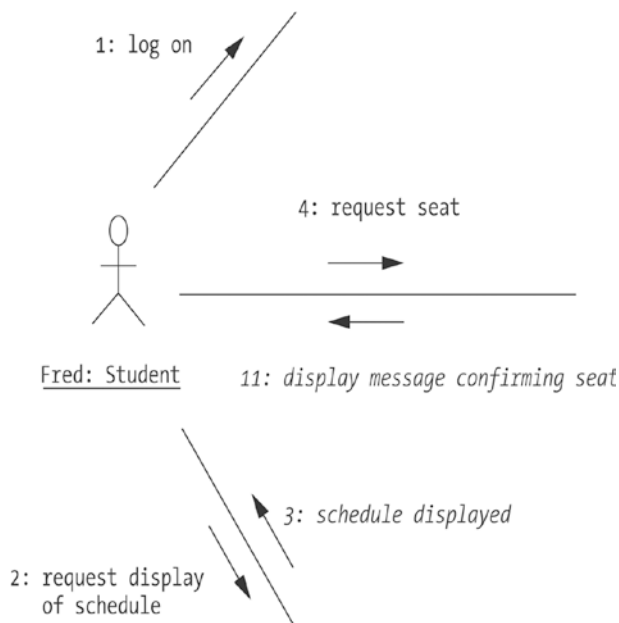 1: log on
4: request seat
Fred: Student
11: display message confirming seat
3: schedule displayed
2: request display
of schedule